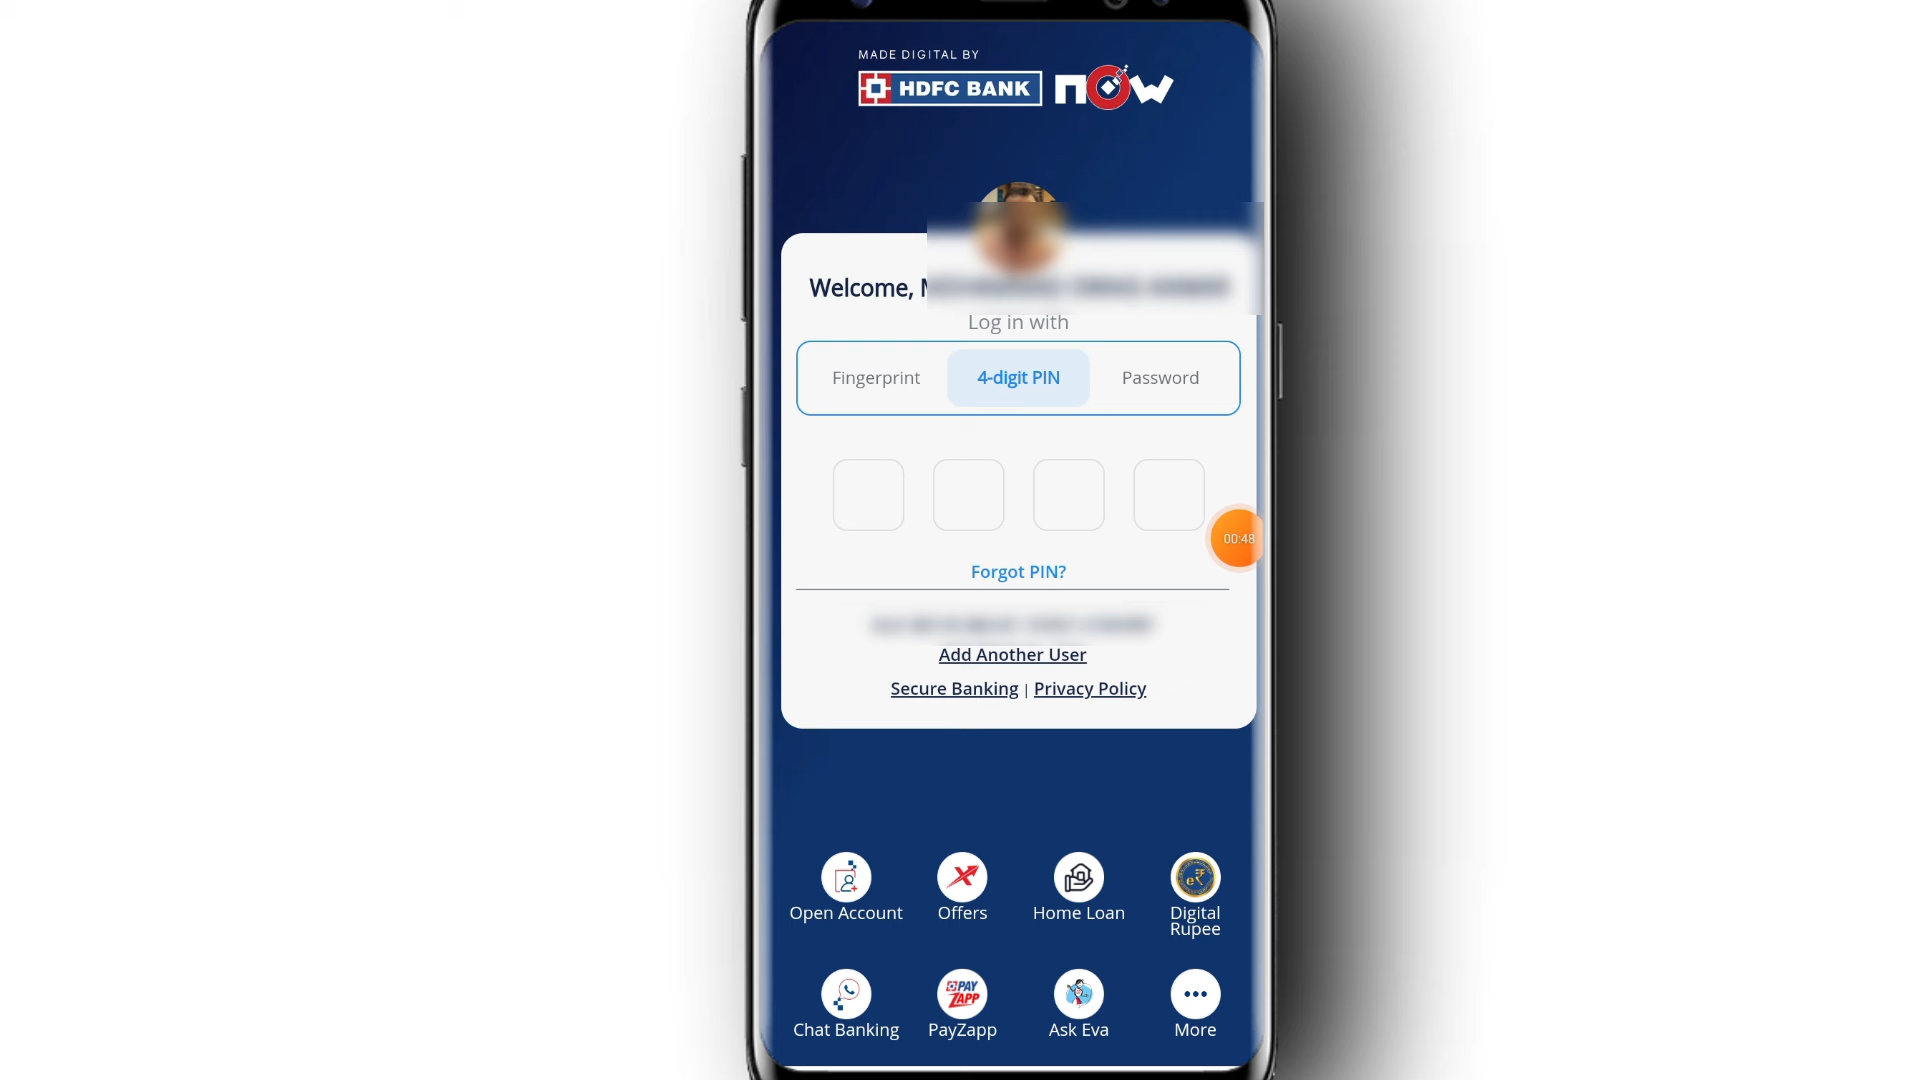 MADE DIGITAL BY
HDFC BANK now
Welcome, M
Log in with
Fingerprint 4-digit PIN Password
00:48
Forgot PIN?
Add Another User
Secure Banking | Privacy Policy
Open Account Offers Home Loan Digital Rupee
Chat Banking PayZapp Ask Eva More
PAY ZAPP